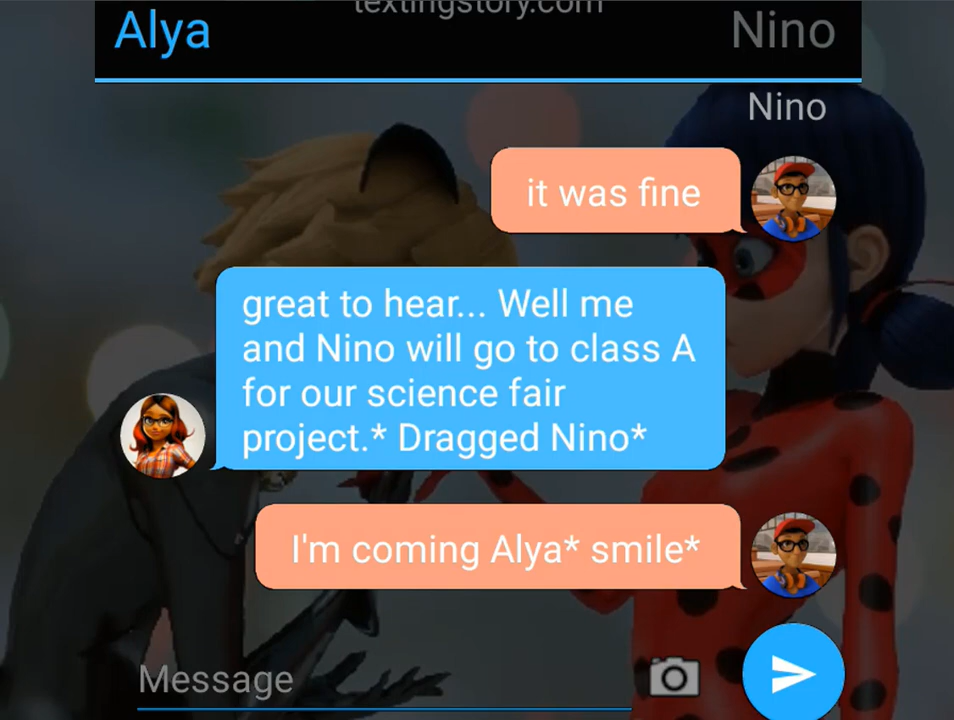 textingstory.com
Alya
Nino
Nino
it was fine
great to hear... Well me
and Nino will go to class A
for our science fair
project.* Dragged Nino*
I'm coming Alya* smile*
Message